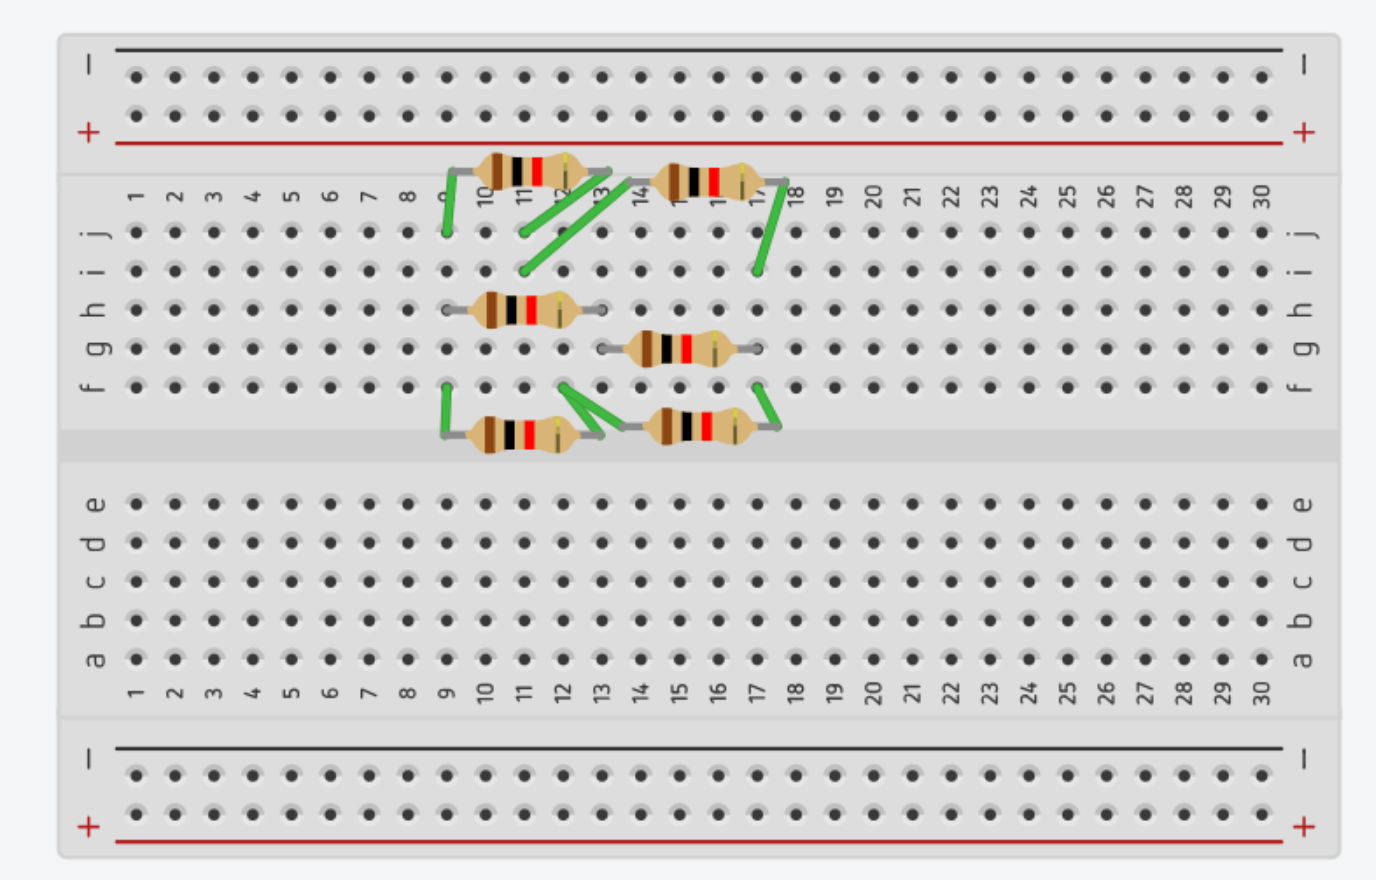 − −
+ +
1 2 3 4 5 6 7 8 9 10 11 12 13 14 16 17 18 19 20 21 22 23 24 25 26 27 28 29 30
j j
i i
h h
g g
f f
e e
d d
c c
b b
a a
1 2 3 4 5 6 7 8 9 10 11 12 13 14 15 16 17 18 19 20 21 22 23 24 25 26 27 28 29 30
− −
+ +